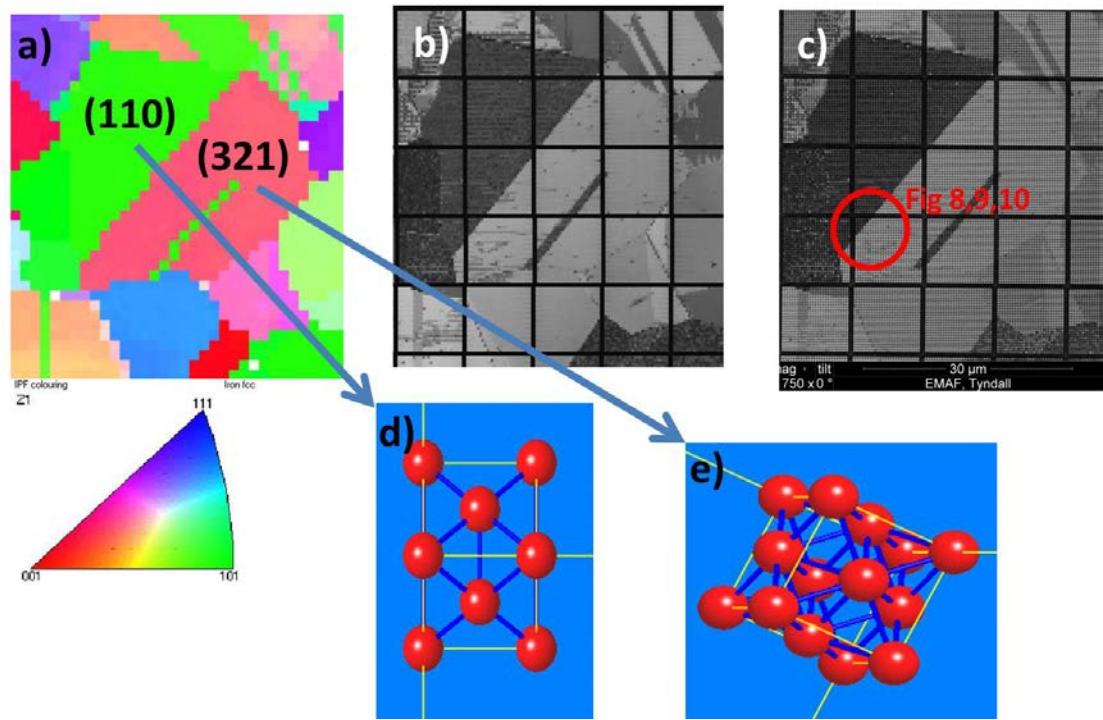 a)
(110)
(321)
b)
c)
Fig 8,9,10
IPF colouring
Iron fcc
Z1
111
001
101
mag
tilt
30 µm
750 x 0 °
EMAF, Tyndall
d)
e)